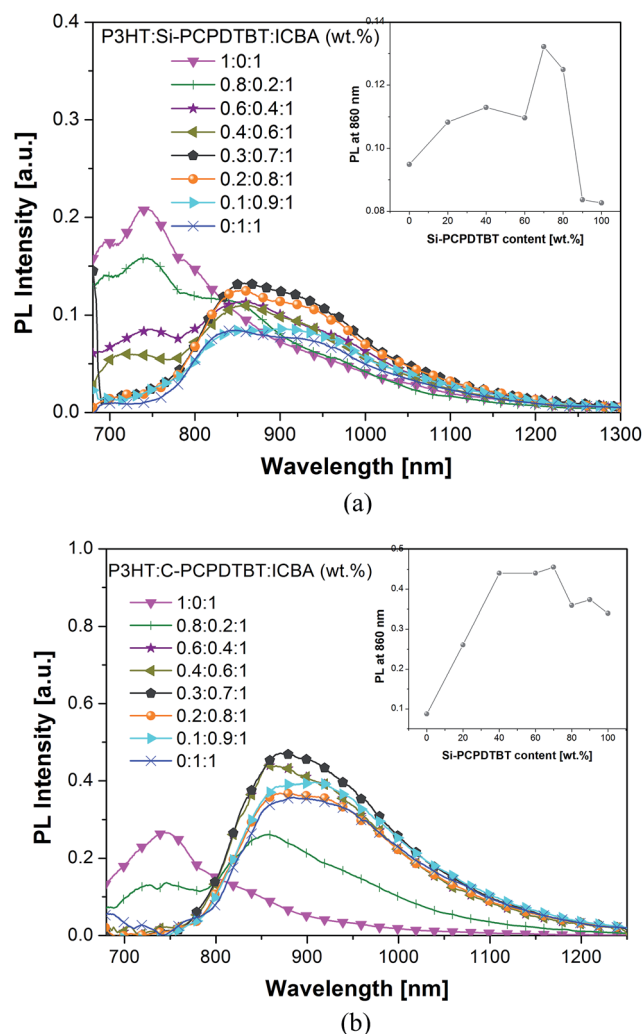 P3HT:Si-PCPDTBT:ICBA (wt.%)
1:0:1
0.8:0.2:1
0.6:0.4:1
0.4:0.6:1
0.3:0.7:1
0.2:0.8:1
0.1:0.9:1
0:1:1
PL Intensity [a.u.]
0.4
0.3
0.2
0.1
0.0
700 800 900 1000 1100 1200 1300
Wavelength [nm]
PL at 860 nm
0.14
0.12
0.10
0.08
0 20 40 60 80 100
Si-PCPDTBT content [wt.%]
(a)
P3HT:C-PCPDTBT:ICBA (wt.%)
1:0:1
0.8:0.2:1
0.6:0.4:1
0.4:0.6:1
0.3:0.7:1
0.2:0.8:1
0.1:0.9:1
0:1:1
PL Intensity [a.u.]
1.0
0.8
0.6
0.4
0.2
0.0
700 800 900 1000 1100 1200
Wavelength [nm]
PL at 860 nm
0.5
0.4
0.3
0.2
0.1
0 20 40 60 80 100
Si-PCPDTBT content [wt.%]
(b)